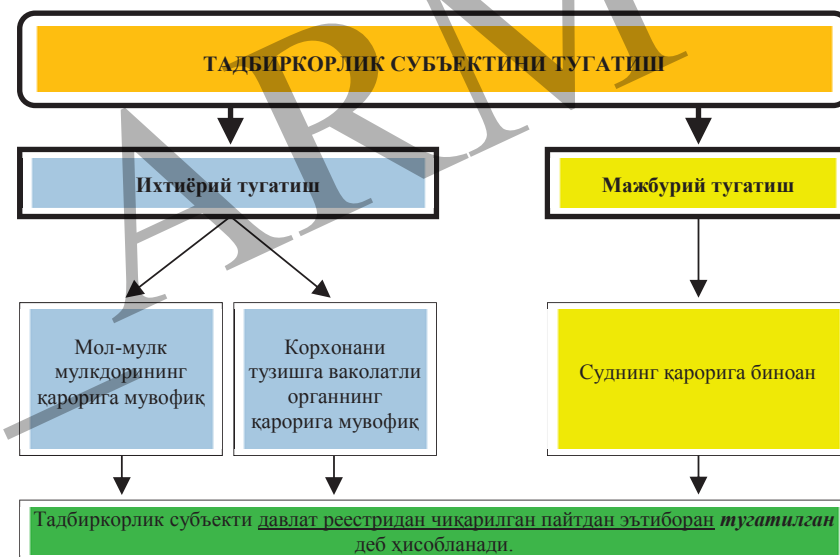 ТАДБИРКОРЛИК СУБЪЕКТИНИ ТУГАТИШ
Ихтиёрий тугатиш
Мажбурий тугатиш
Мол-мулк
мулкдорининг
қарорига мувофиқ
Корхонани
тузишга ваколатли
органнинг
қарорига мувофиқ
Суднинг қарорига биноан
Тадбиркорлик субъекти давлат реестридан чиқарилган пайтдан эътиборан тугатилган
деб ҳисобланади.
ARM